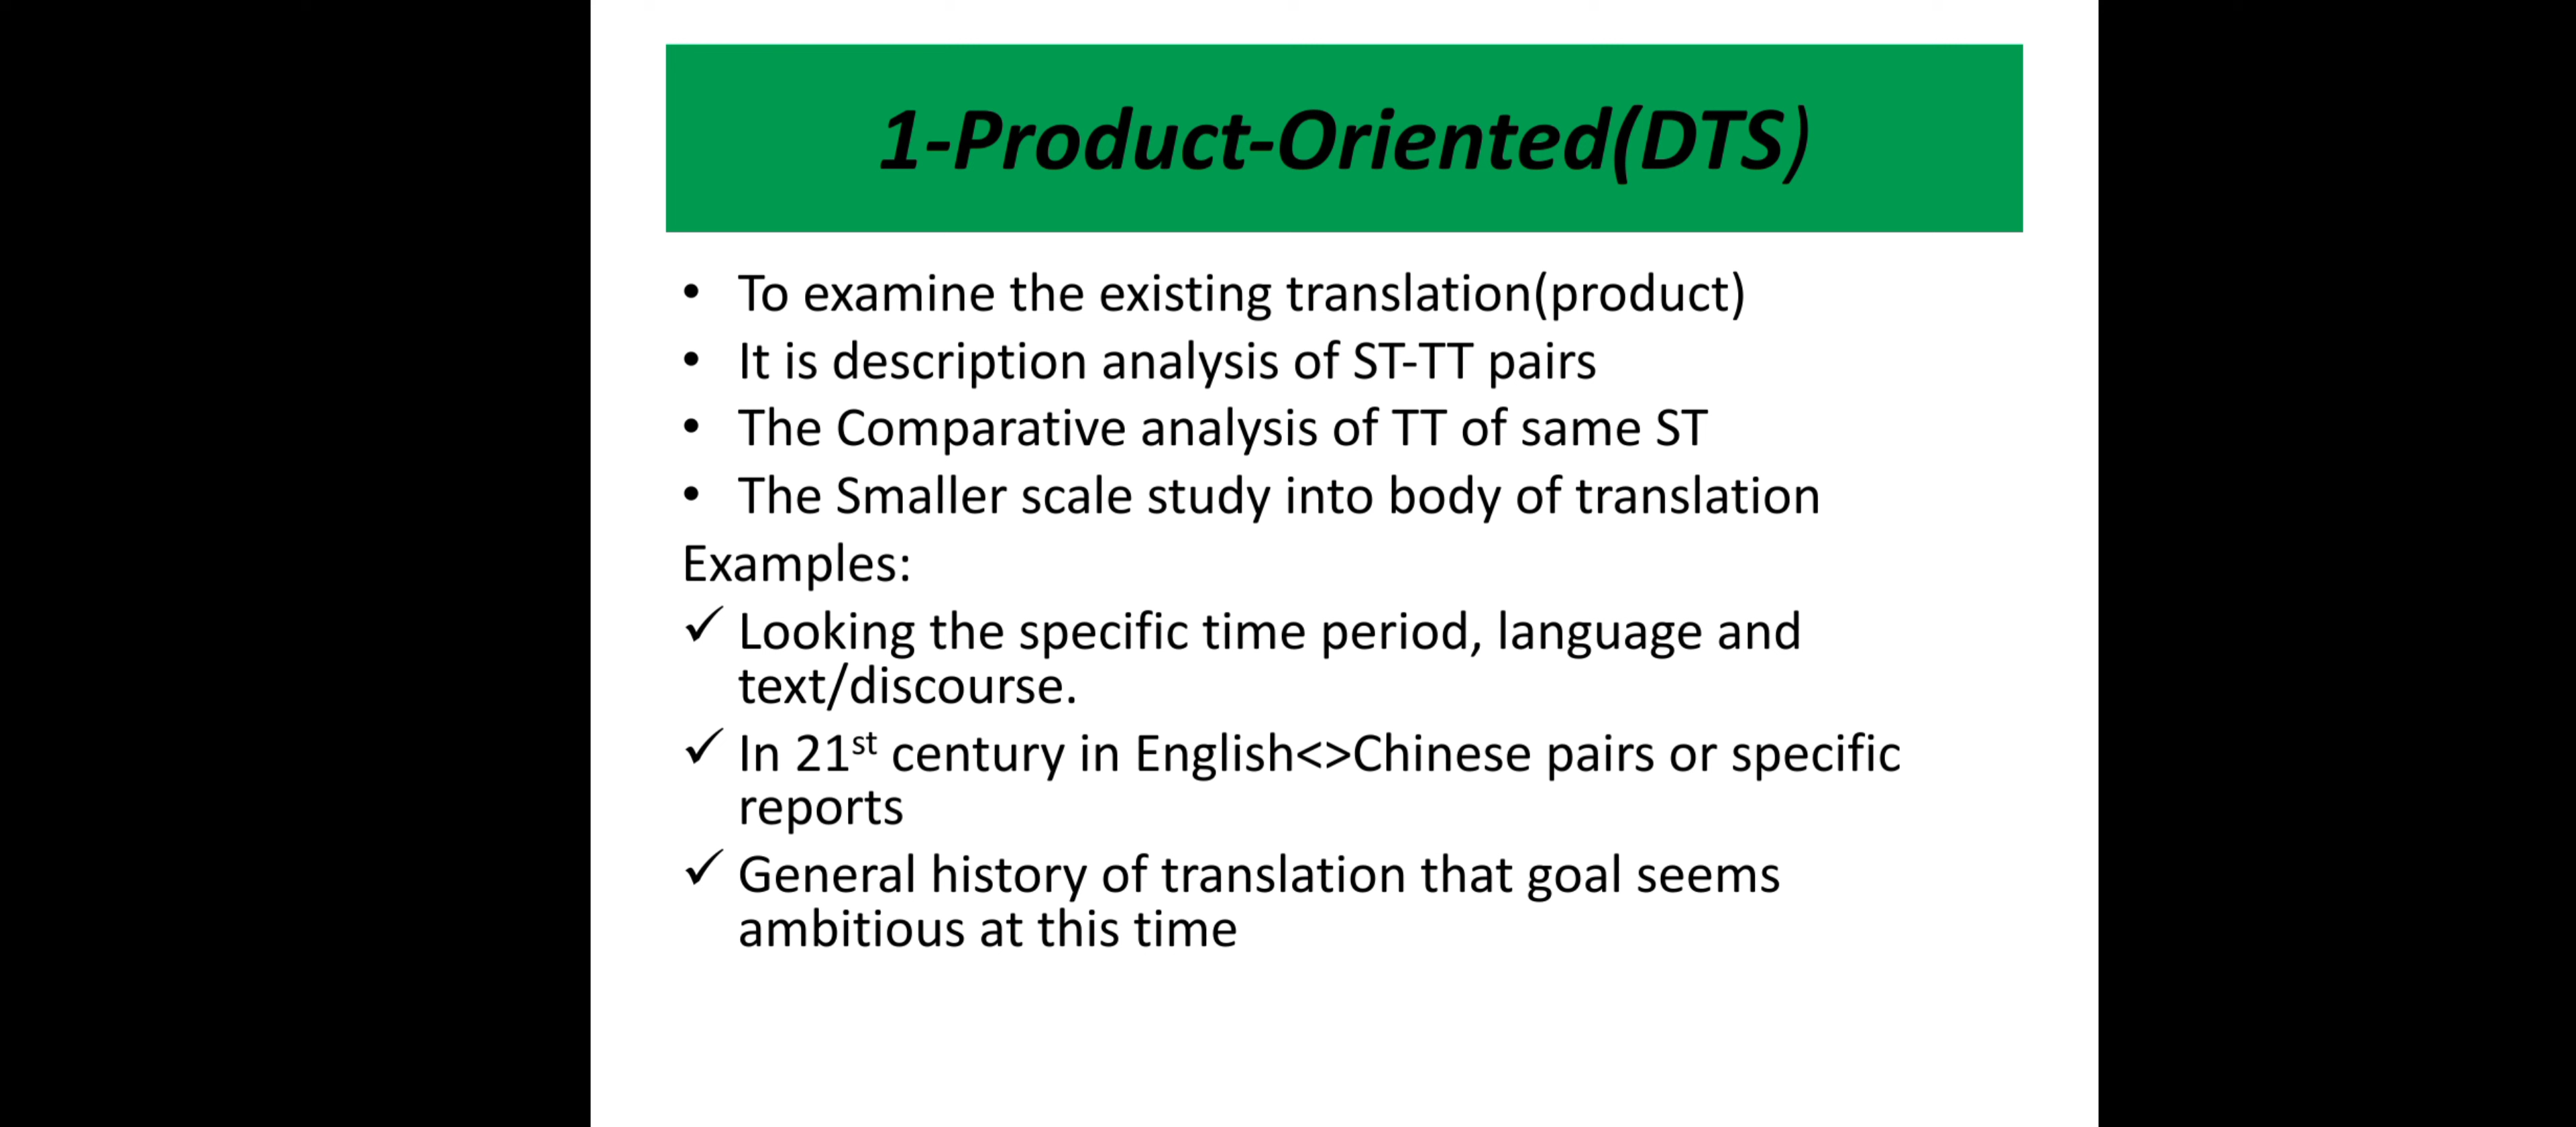 1-Product-Oriented(DTS)
• To examine the existing translation(product)
• It is description analysis of ST-TT pairs
• The Comparative analysis of TT of same ST
• The Smaller scale study into body of translation
Examples:
✓ Looking the specific time period, language and
text/discourse.
✓ In 21st century in English<>Chinese pairs or specific
reports
✓ General history of translation that goal seems
ambitious at this time